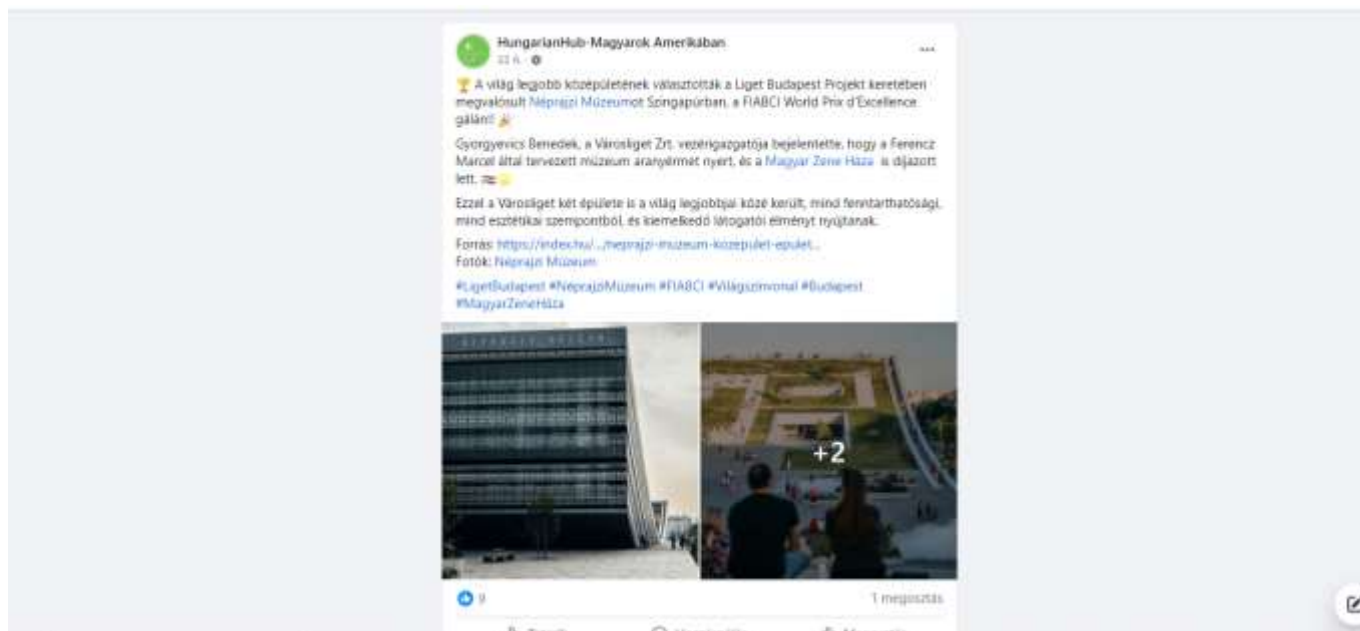 HungarianHub-Magyarok Amerikában
🏆 A világ legjobb középületének választották a Liget Budapest Projekt keretében
megvalósult Néprajzi Múzeumot Szingapúrban, a FIABCI World Prix d'Excellence
gálán!! 🎉
Gyorgyevics Benedek, a Városliget Zrt. vezérigazgatója bejelentette, hogy a Ferencz
Marcel által tervezett múzeum aranyérmet nyert, és a Magyar Zene Háza is díjazott
lett.
Ezzel a Városliget két épülete is a világ legjobbjai közé került, mind fenntarthatósági,
mind esztétikai szempontból, és kiemelkedő látogatói élményt nyújtanak.
Forrás: https://index.hu/.../neprajzi-muzeum-kozepulet-epulet...
Fotók: Néprajzi Múzeum
#LigetBudapest #NéprajziMúzeum #FIABCI #Világszínvonal #Budapest
#MagyarZeneHáza
+2
9
1 megosztás